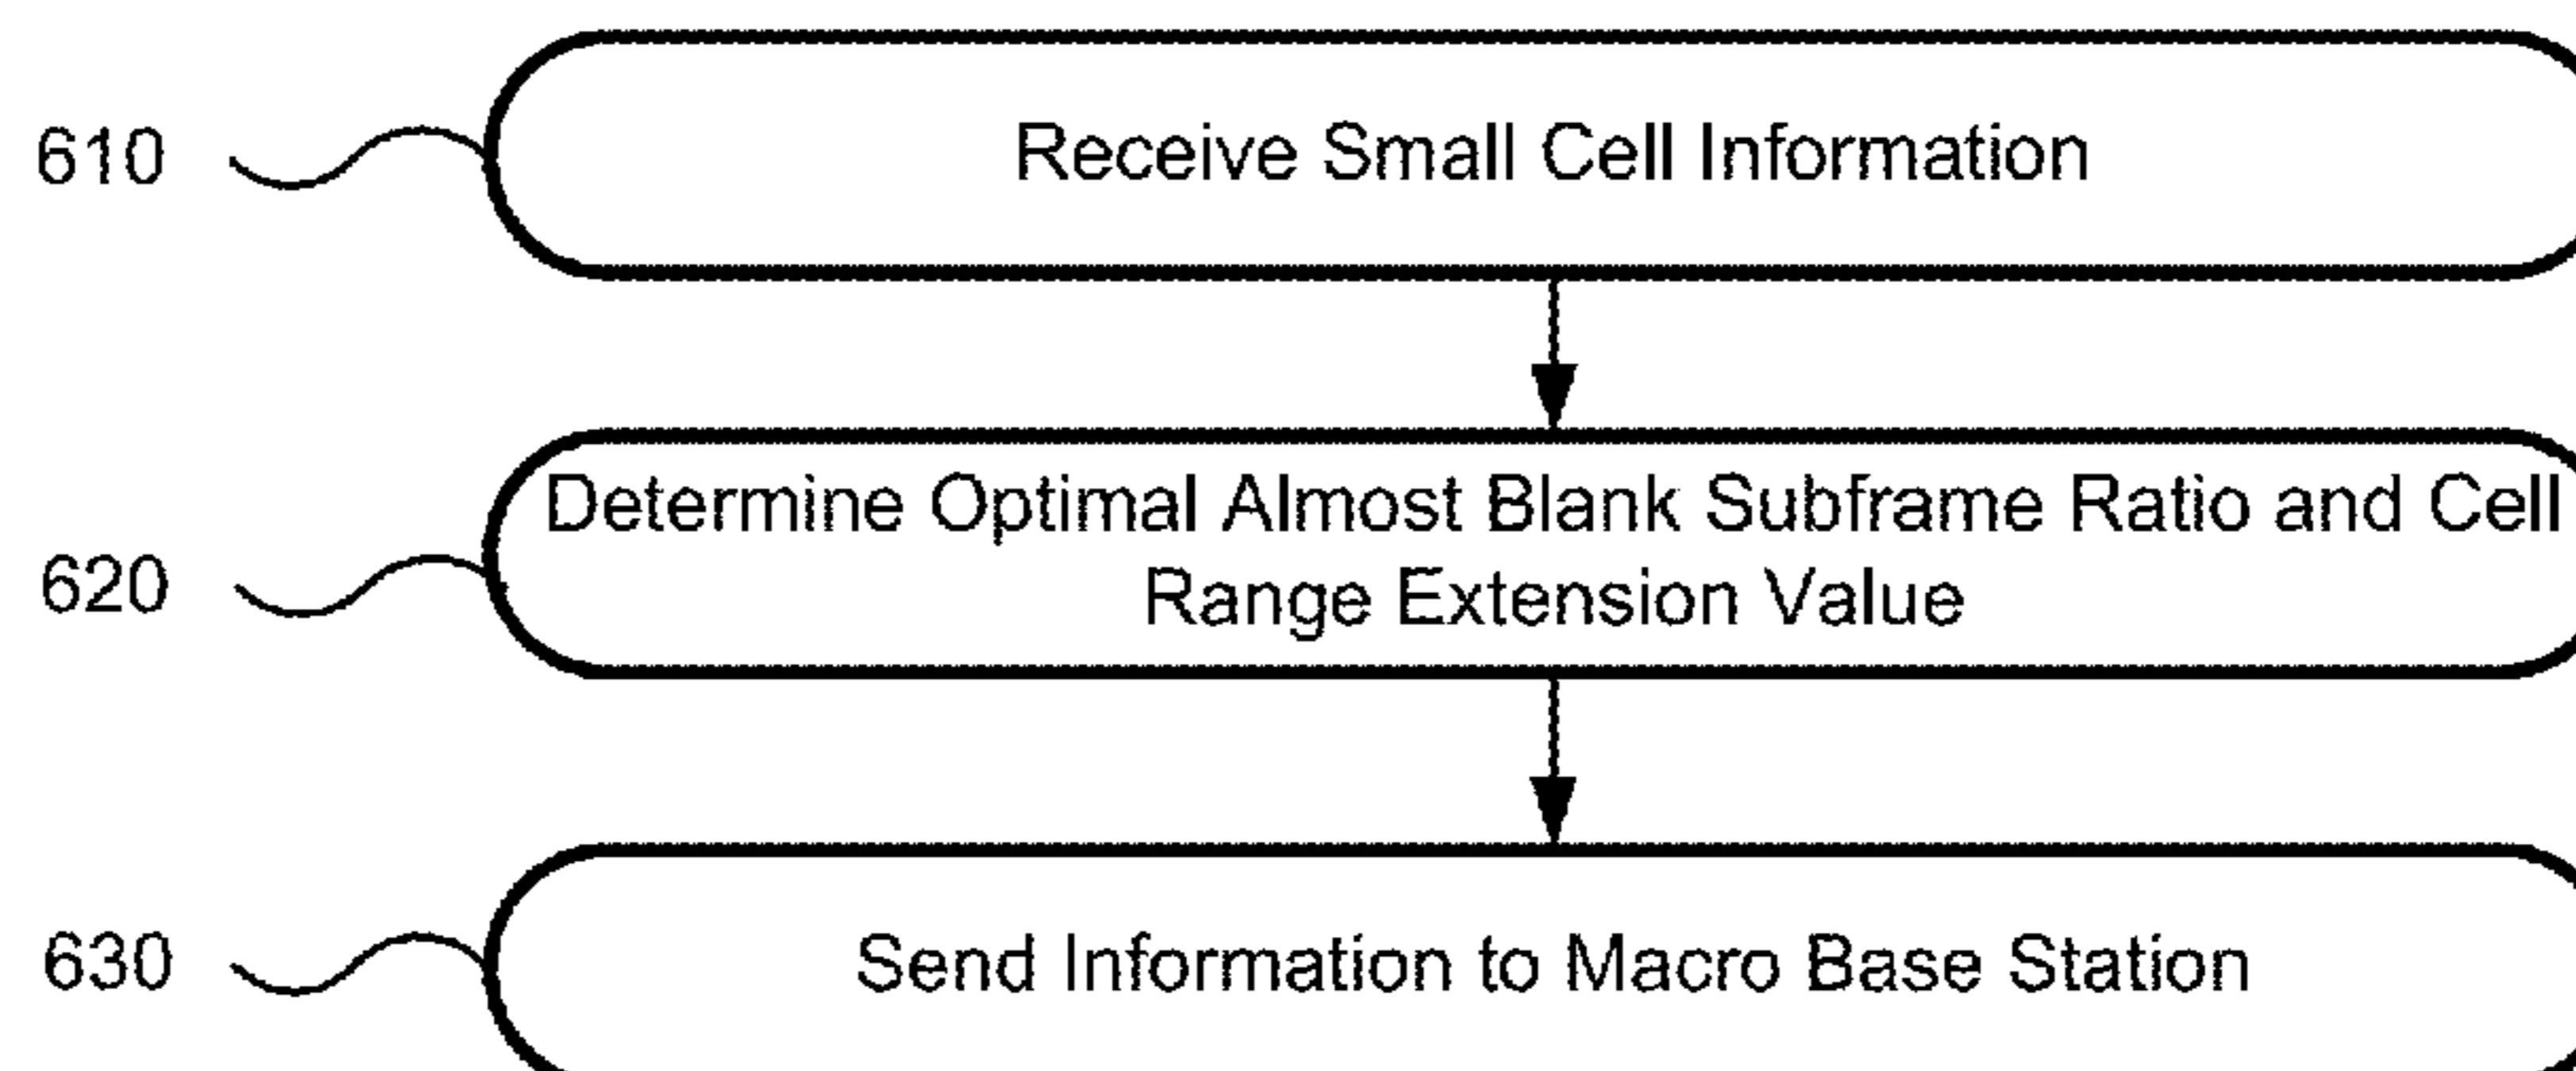 610 Receive Small Cell Information
620 Determine Optimal Almost Blank Subframe Ratio and Cell
Range Extension Value
630 Send Information to Macro Base Station